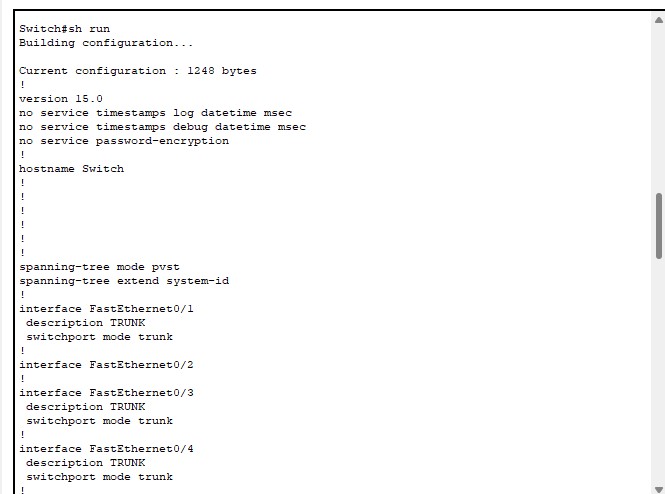 Switch#sh run
Building configuration...
Current configuration : 1248 bytes
!
version 15.0
no service timestamps log datetime msec
no service timestamps debug datetime msec
no service password-encryption
!
hostname Switch
!
!
!
!
!
!
spanning-tree mode pvst
spanning-tree extend system-id
!
interface FastEthernet0/1
 description TRUNK
 switchport mode trunk
!
interface FastEthernet0/2
!
interface FastEthernet0/3
 description TRUNK
 switchport mode trunk
!
interface FastEthernet0/4
 description TRUNK
 switchport mode trunk
!